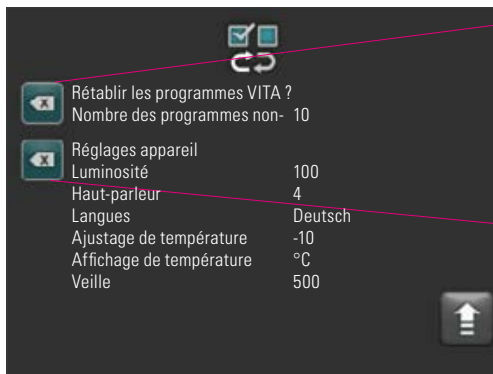 Rétablir les programmes VITA ?
Nombre des programmes non- 10
Réglages appareil
Luminosité 100
Haut-parleur 4
Langues Deutsch
Ajustage de température -10
Affichage de température °C
Veille 500